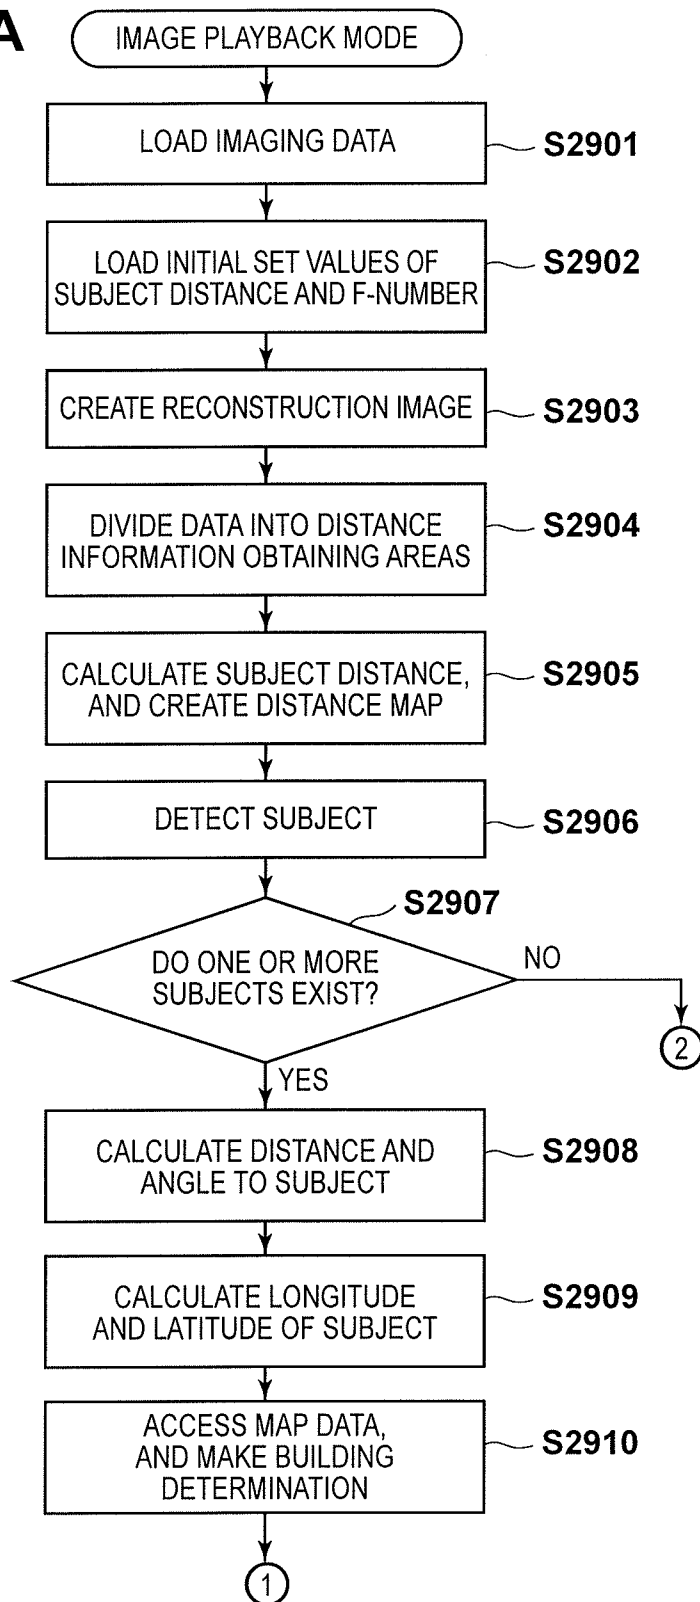 A
IMAGE PLAYBACK MODE
LOAD IMAGING DATA
S2901
LOAD INITIAL SET VALUES OF
SUBJECT DISTANCE AND F-NUMBER
S2902
CREATE RECONSTRUCTION IMAGE
S2903
DIVIDE DATA INTO DISTANCE
INFORMATION OBTAINING AREAS
S2904
CALCULATE SUBJECT DISTANCE,
AND CREATE DISTANCE MAP
S2905
DETECT SUBJECT
S2906
S2907
DO ONE OR MORE
SUBJECTS EXIST?
NO
2
YES
CALCULATE DISTANCE AND
ANGLE TO SUBJECT
S2908
CALCULATE LONGITUDE
AND LATITUDE OF SUBJECT
S2909
ACCESS MAP DATA,
AND MAKE BUILDING
DETERMINATION
S2910
1